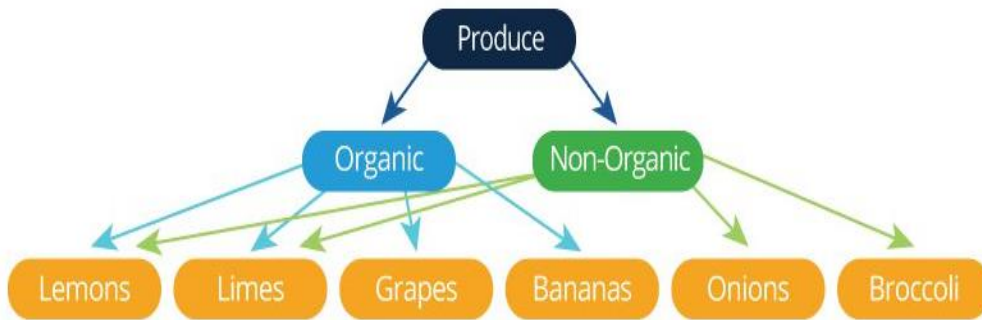 Produce
Organic
Non-Organic
Lemons
Limes
Grapes
Bananas
Onions
Broccoli